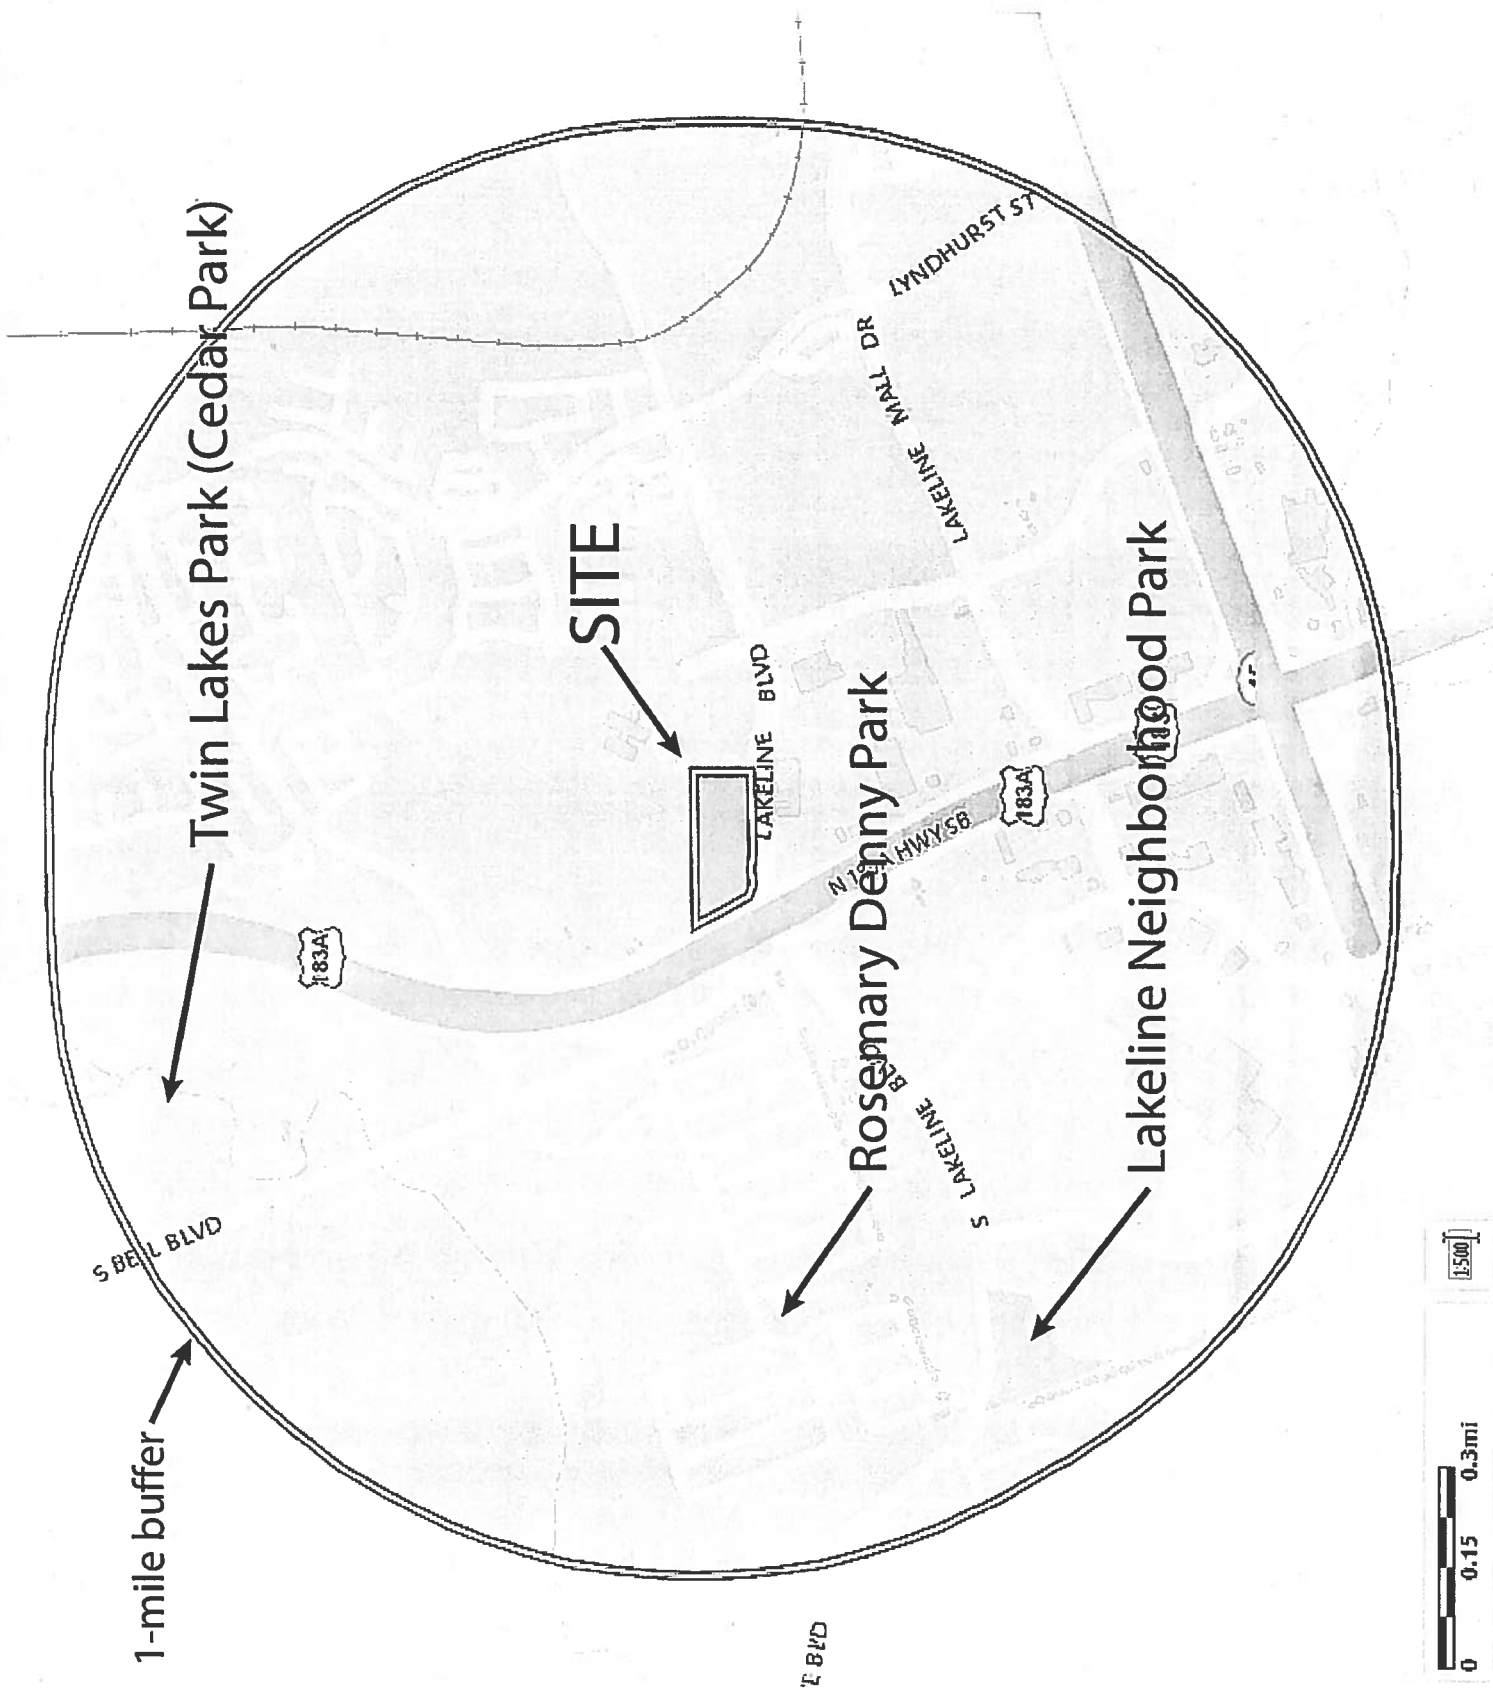 1-mile buffer
Twin Lakes Park (Cedar Park)
S BELL BLVD
183A
SITE
LAKELINE BLVD
LYNDHURST ST
LAKELINE MALL DR
Rosemary Denny Park
HWY SB
183A
S LAKELINE
Lakeline Neighborhood Park
BLVD
0 0.15 0.3mi